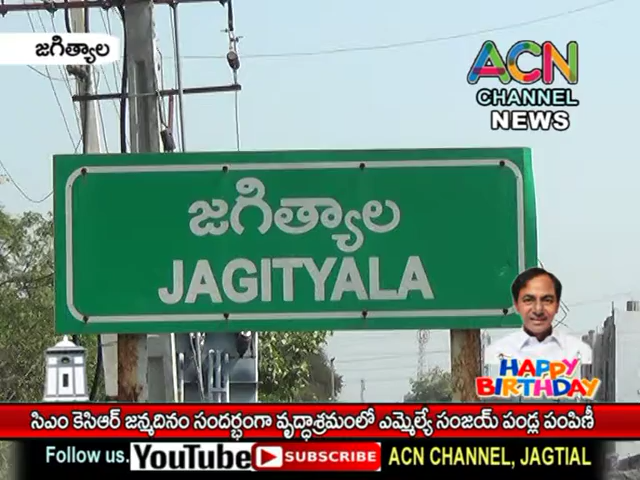 జగిత్యాల
ACN
CHANNEL
NEWS
జగిత్యాల
JAGITYALA
HAPPY
BIRTHDAY
సిఎం కెసిఆర్ జన్మదినం సందర్భంగా వృద్ధాశ్రమంలో ఎమ్మెల్యే సంజయ్ పండ్ల పంపిణీ
Follow us. YouTube SUBSCRIBE ACN CHANNEL, JAGTIAL